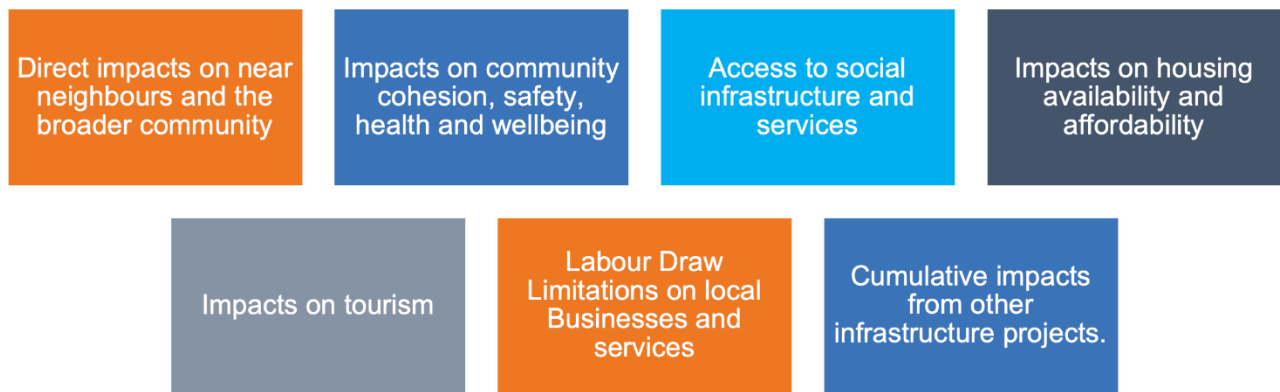 Direct impacts on near
neighbours and the
broader community
Impacts on community
cohesion, safety,
health and wellbeing
Access to social
infrastructure and
services
Impacts on housing
availability and
affordability
Impacts on tourism
Labour Draw
Limitations on local
Businesses and
services
Cumulative impacts
from other
infrastructure projects.